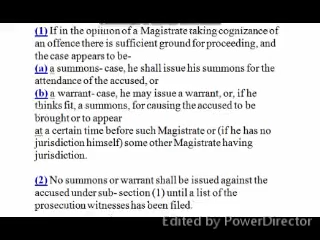 (1) If in the opinion of a Magistrate taking cognizance of
an offence there is sufficient ground for proceeding, and
the case appears to be-
(a) a summons- case, he shall issue his summons for the
attendance of the accused, or
(b) a warrant- case, he may issue a warrant, or, if he
thinks fit, a summons, for causing the accused to be
brought or to appear
at a certain time before such Magistrate or (if he has no
jurisdiction himself) some other Magistrate having
jurisdiction.
(2) No summons or warrant shall be issued against the
accused under sub- section (1) until a list of the
prosecution witnesses has been filed.
Edited by PowerDirector